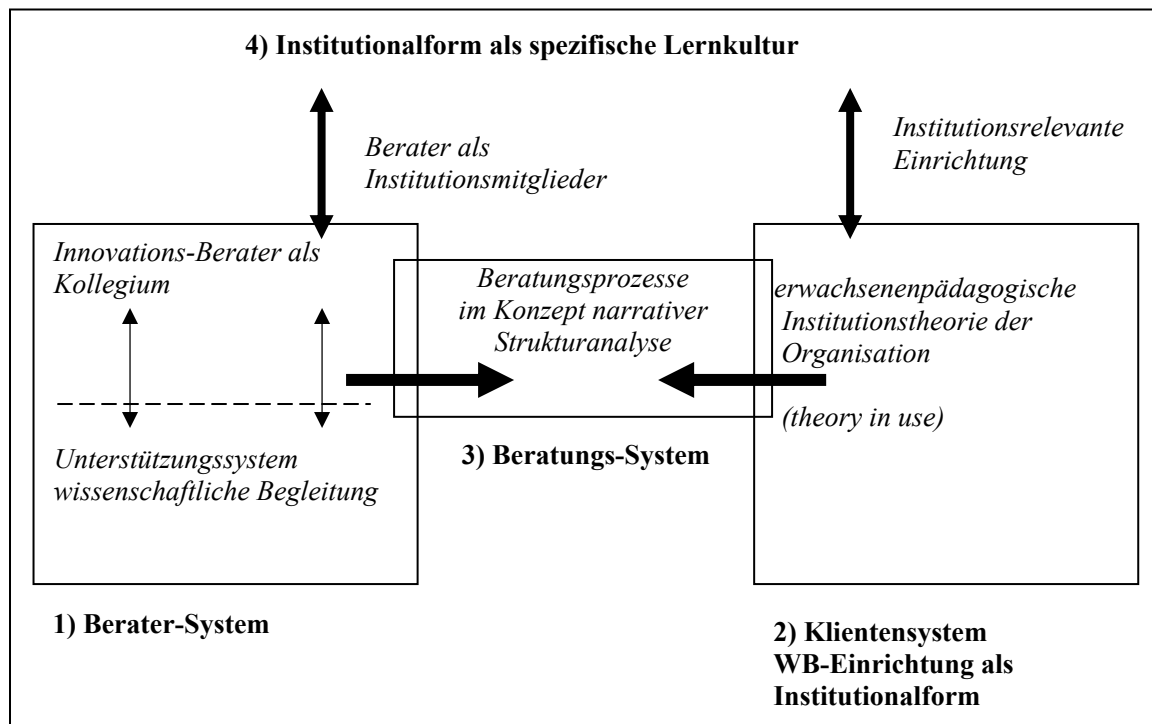 4) Institutionalform als spezifische Lernkultur
Berater als
Institutionsmitglieder
Institutionsrelevante
Einrichtung
Innovations-Berater als
Kollegium
Beratungsprozesse
im Konzept narrativer
Strukturanalyse
erwachsenenpädagogische
Institutionstheorie der
Organisation
(theory in use)
3) Beratungs-System
Unterstützungssystem
wissenschaftliche Begleitung
1) Berater-System
2) Klientensystem
WB-Einrichtung als
Institutionalform